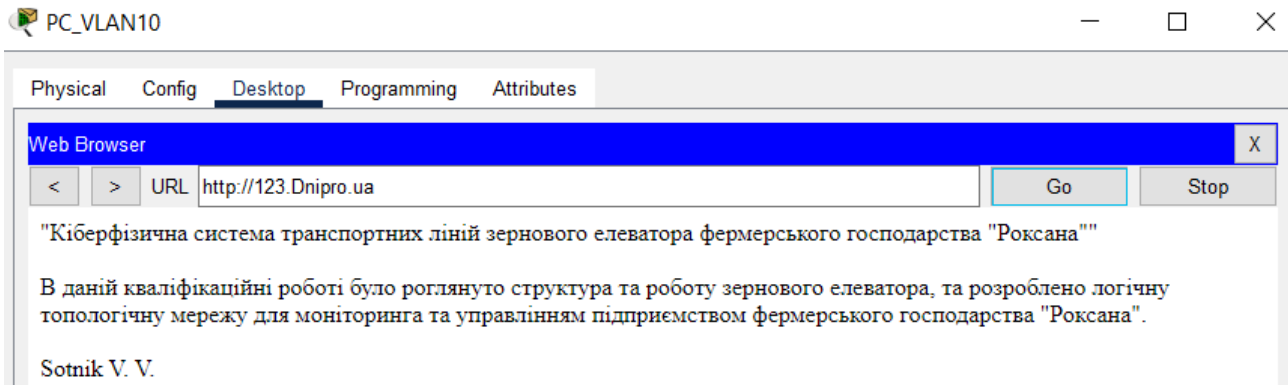 PC_VLAN10
Physical Config Desktop Programming Attributes
Web Browser X
< > URL http://123.Dnipro.ua Go Stop
"Кіберфізична система транспортних ліній зернового елеватора фермерського господарства "Роксана""
В даній кваліфікаційні роботі було роглянуто структура та роботу зернового елеватора, та розроблено логічну
топологічну мережу для моніторинга та управлінням підприємством фермерського господарства "Роксана".
Sotnik V. V.